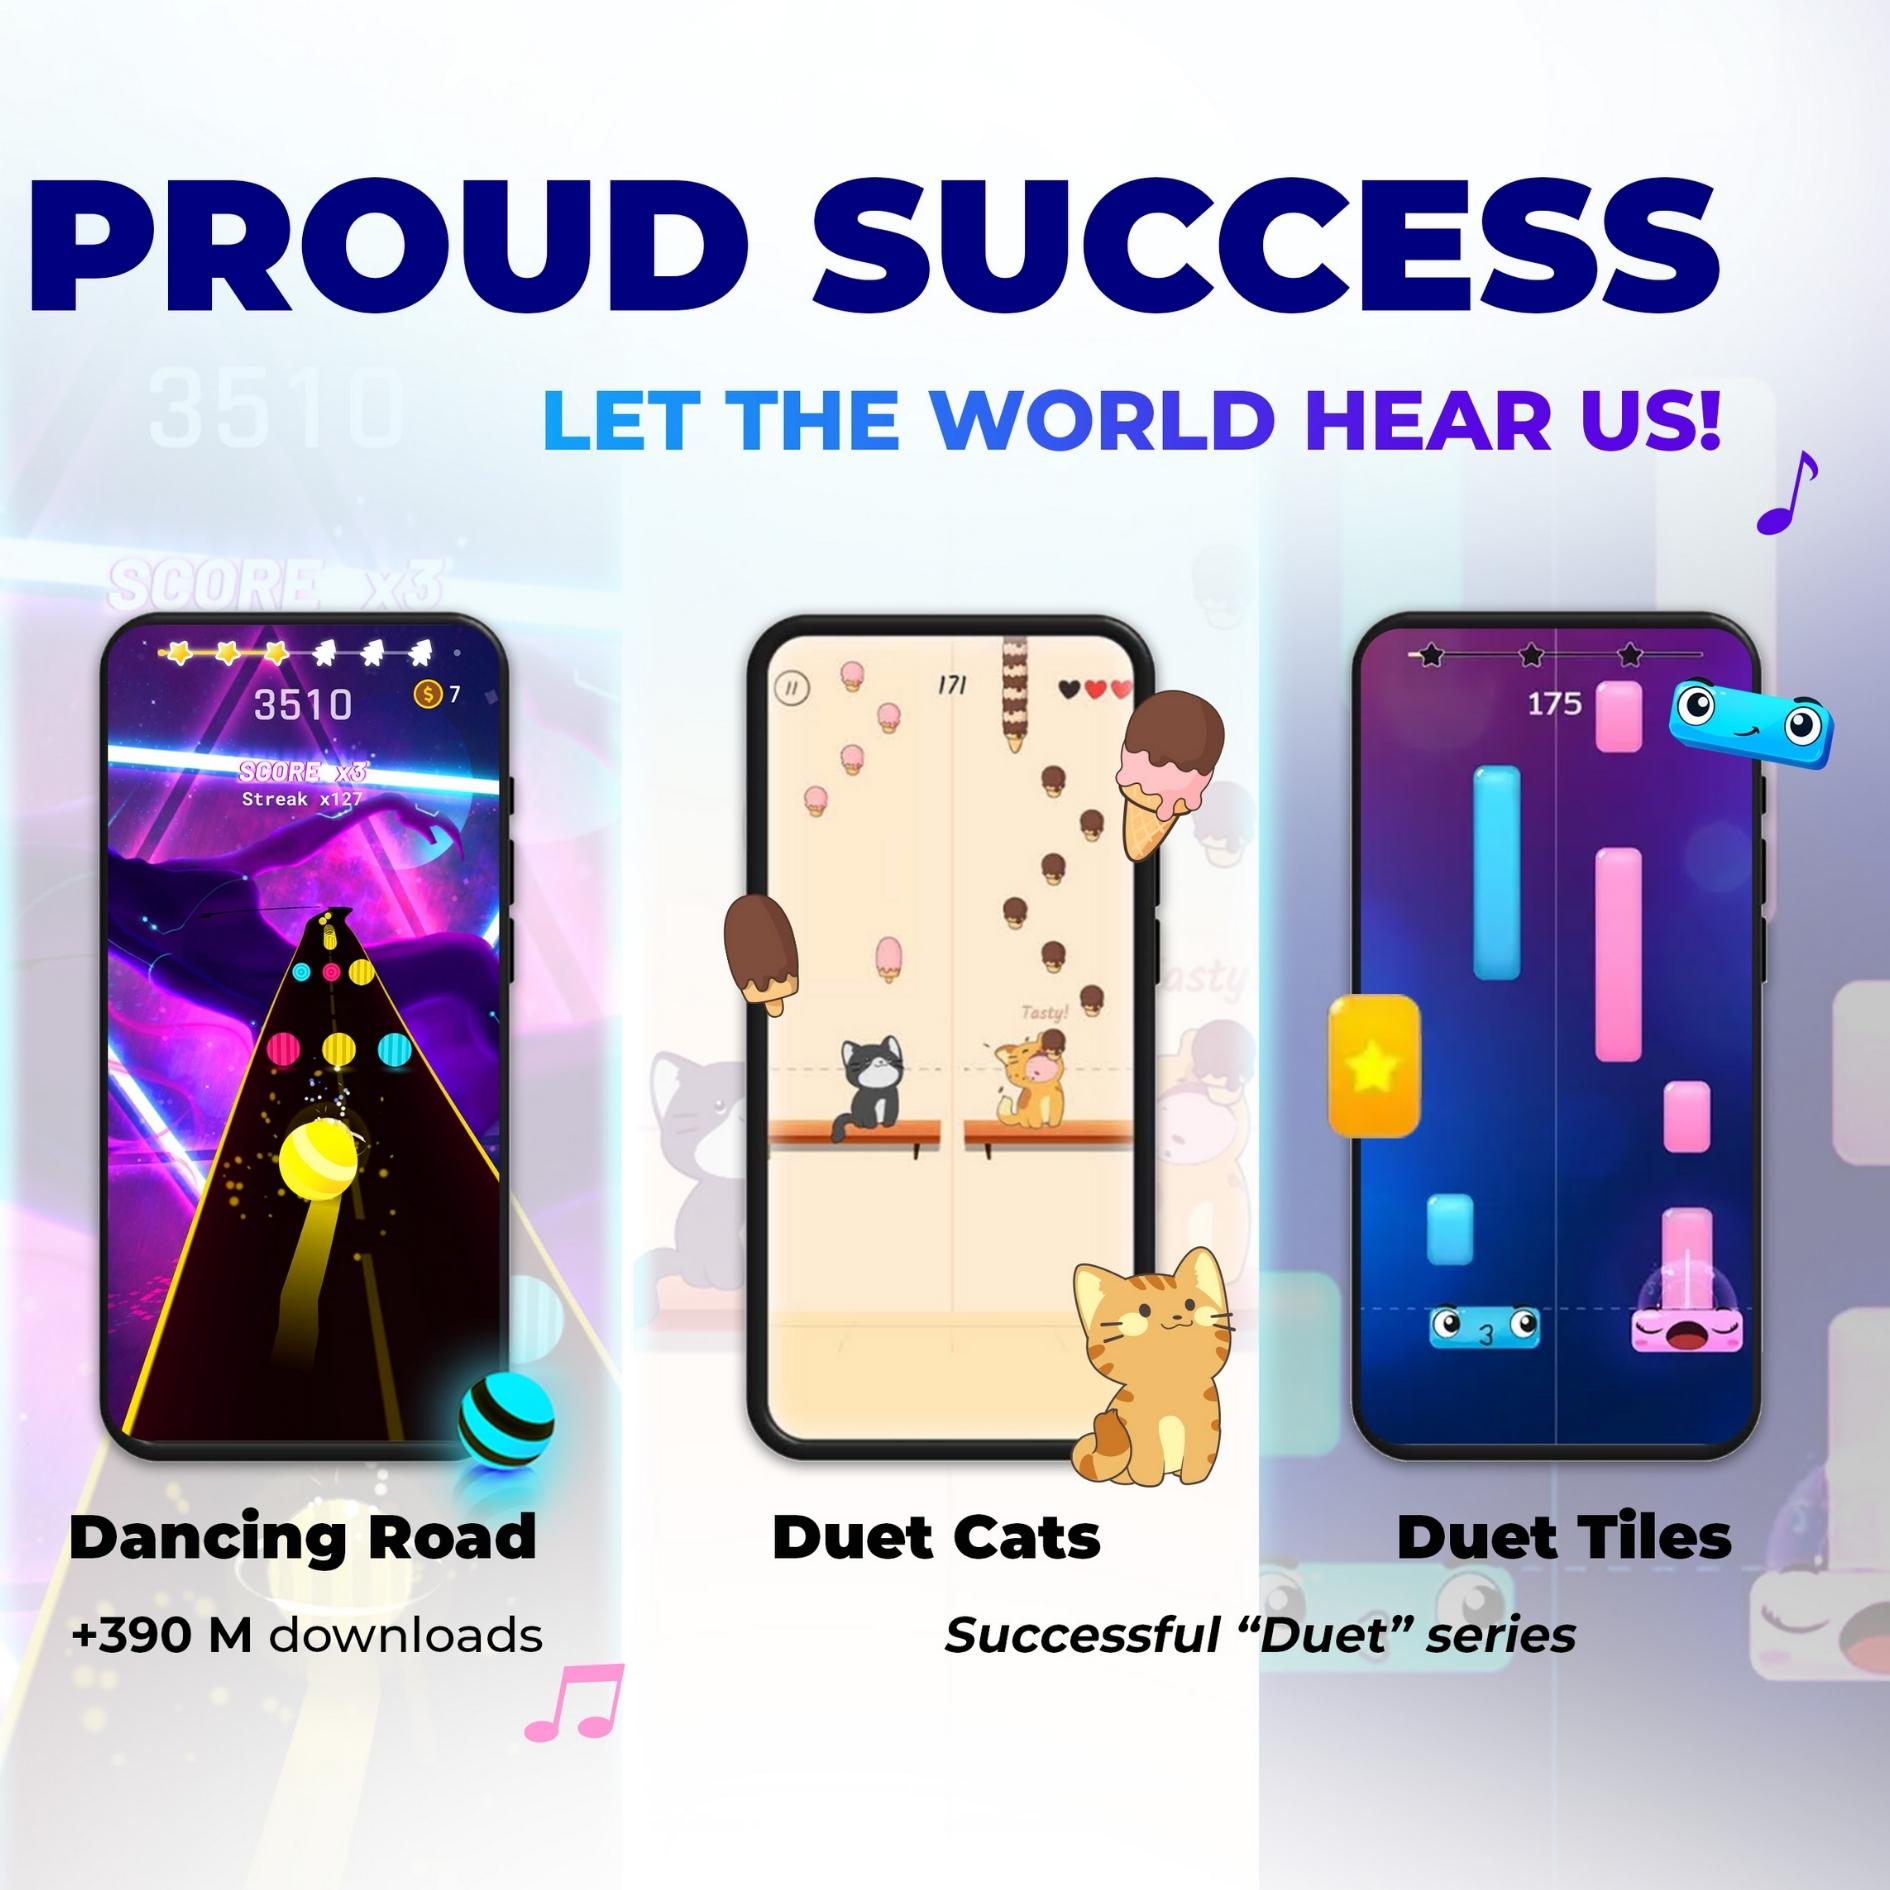 PROUD SUCCESS
LET THE WORLD HEAR US!
3510
SCORE x3
3510
7
SCORE x3
Streak x127
171
Tasty!
175
asty
Dancing Road
Duet Cats
Duet Tiles
+390 M downloads
Successful “Duet” series